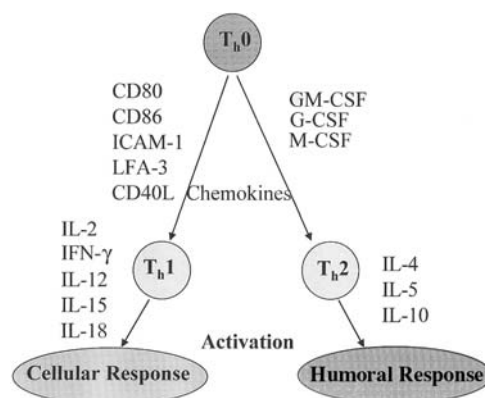 Th0
CD80
CD86
ICAM-1
LFA-3
CD40L
GM-CSF
G-CSF
M-CSF
Chemokines
IL-2
IFN-γ
IL-12
IL-15
IL-18
Th1
Th2
IL-4
IL-5
IL-10
Activation
Cellular Response
Humoral Response